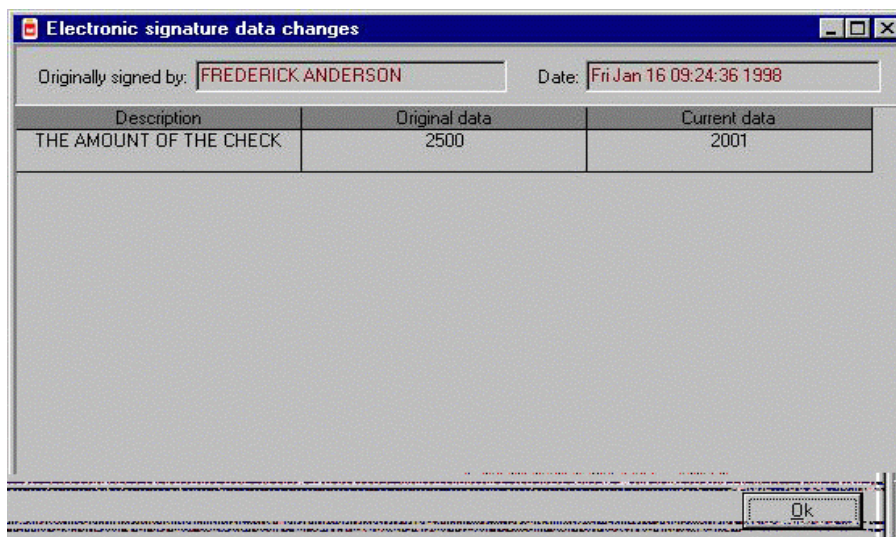 Electronic signature data changes
Originally signed by: FREDERICK ANDERSON Date: Fri Jan 16 09:24:36 1998
Description Original data Current data
THE AMOUNT OF THE CHECK 2500 2001
Ok